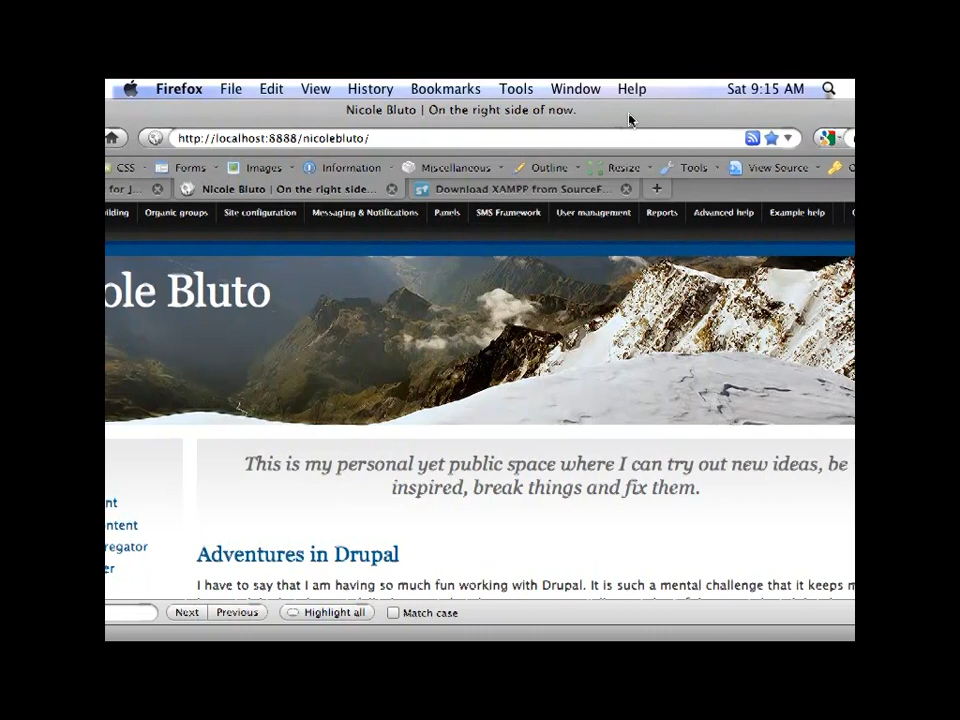 Firefox File Edit View History Bookmarks Tools Window Help Sat 9:15 AM
Nicole Bluto | On the right side of now.
http://localhost:8888/nicolebluto/
CSS Forms Images Information Miscellaneous Outline Resize Tools View Source
for J... Nicole Bluto | On the right side... Download XAMPP from SourceF... +
ilding Organic groups Site configuration Messaging & Notifications Panels SMS Framework User management Reports Advanced help Example help
ole Bluto
This is my personal yet public space where I can try out new ideas, be
inspired, break things and fix them.
nt
ntent
regator
er
Adventures in Drupal
I have to say that I am having so much fun working with Drupal. It is such a mental challenge that it keeps m
Next Previous Highlight all Match case